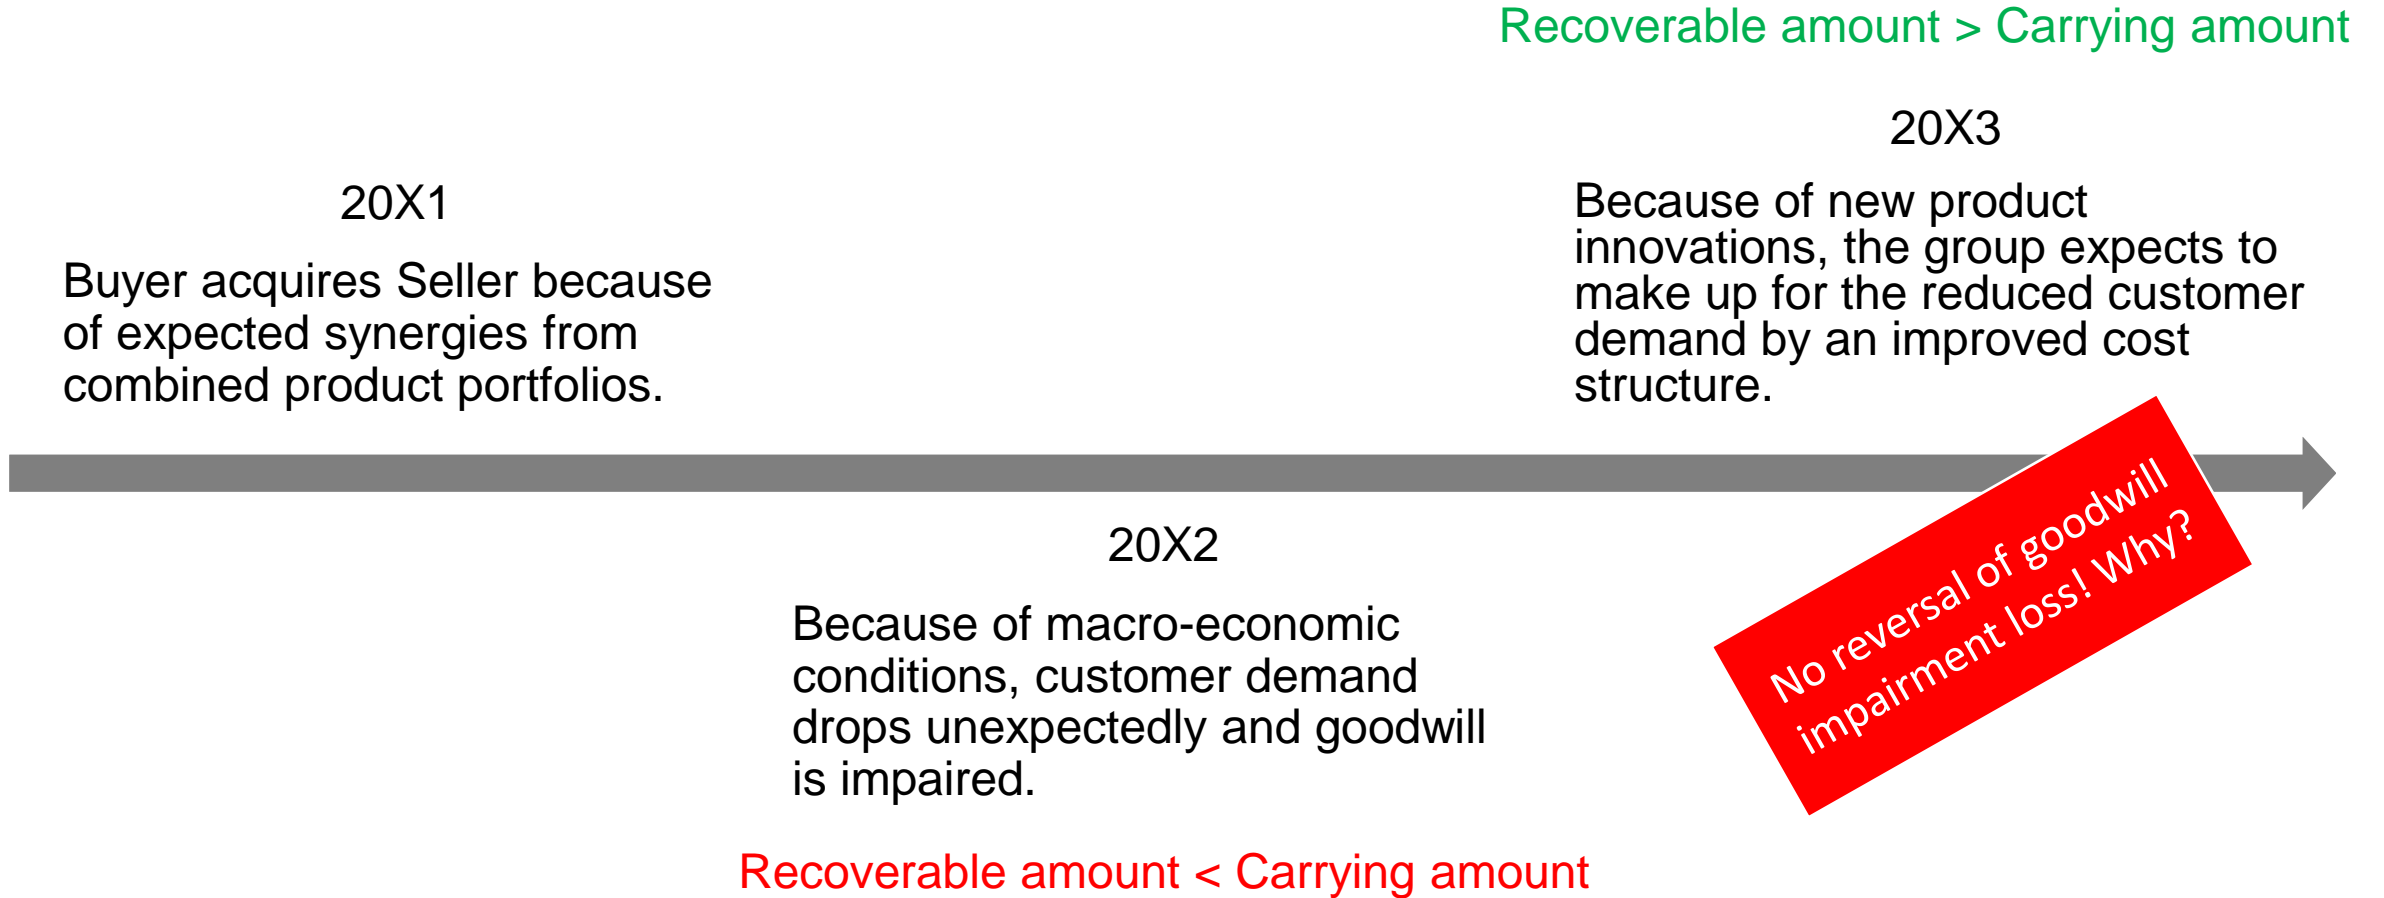 20X1
Buyer acquires Seller because
of expected synergies from
combined product portfolios.
20X2
Because of macro-economic
conditions, customer demand
drops unexpectedly and goodwill
is impaired.
Recoverable amount < Carrying amount
Recoverable amount > Carrying amount
20X3
Because of new product
innovations, the group expects to
make up for the reduced customer
demand by an improved cost
structure.
No reversal of goodwill
impairment loss! Why?